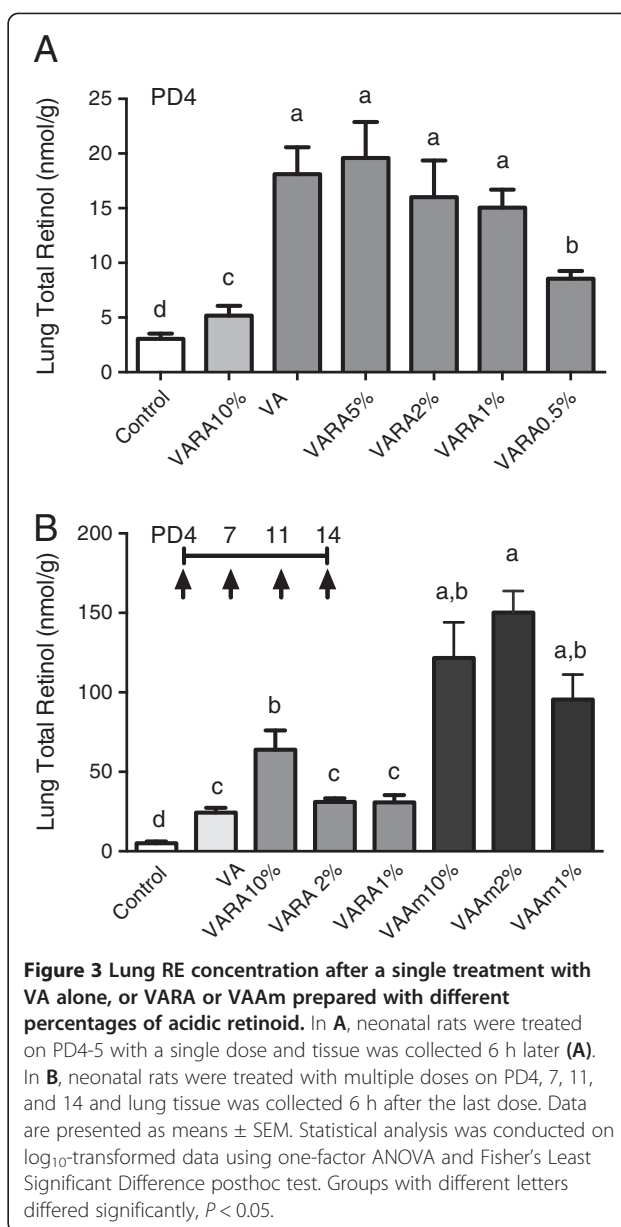 A
PD4
Lung Total Retinol (nmol/g)
25
20
15
10
5
0
d
c
a
a
a
a
b
Control
VARA10%
VA
VARA5%
VARA2%
VARA1%
VARA0.5%
B
PD4 7 11 14
Lung Total Retinol (nmol/g)
200
150
100
50
0
d
c
b
c
c
a,b
a
a,b
Control
VA
VARA10%
VARA 2%
VARA1%
VAAm10%
VAAm2%
VAAm1%
Figure 3 Lung RE concentration after a single treatment with
VA alone, or VARA or VAAm prepared with different
percentages of acidic retinoid. In A, neonatal rats were treated
on PD4-5 with a single dose and tissue was collected 6 h later (A).
In B, neonatal rats were treated with multiple doses on PD4, 7, 11,
and 14 and lung tissue was collected 6 h after the last dose. Data
are presented as means ± SEM. Statistical analysis was conducted on
log₁₀-transformed data using one-factor ANOVA and Fisher's Least
Significant Difference posthoc test. Groups with different letters
differed significantly, P < 0.05.